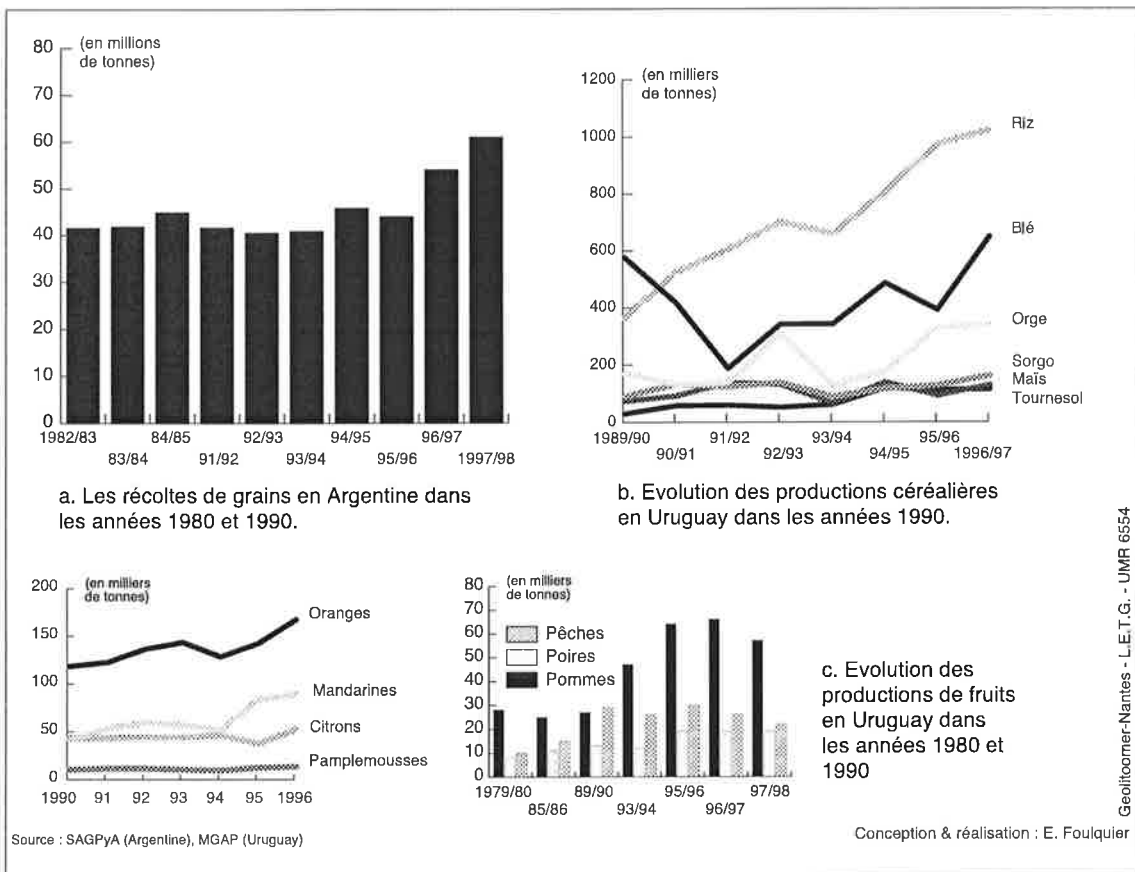 (en millions
de tonnes)
80
70
60
50
40
30
20
10
0
1982/83
84/85
92/93
94/95
96/97
83/84
91/92
93/94
95/96
1997/98
a. Les récoltes de grains en Argentine dans
les années 1980 et 1990.
(en milliers
de tonnes)
1200
1000
800
600
400
200
0
Riz
Blé
Orge
Sorgo
Maïs
Tournesol
1989/90
91/92
93/94
95/96
90/91
92/93
94/95
1996/97
b. Evolution des productions céréalières
en Uruguay dans les années 1990.
(en milliers
de tonnes)
200
150
100
50
0
Oranges
Mandarines
Citrons
Pamplemousses
1990
91
92
93
94
95
1996
(en milliers
de tonnes)
80
70
60
50
40
30
20
10
0
Pêches
Poires
Pommes
1979/80
89/90
95/96
97/98
85/86
93/94
96/97
c. Evolution des
productions de fruits
en Uruguay dans
les années 1980 et
1990
Source : SAGPyA (Argentine), MGAP (Uruguay)
Conception & réalisation : E. Foulquier
Geolitoomer-Nantes - L.E.T.G. - UMR 6554